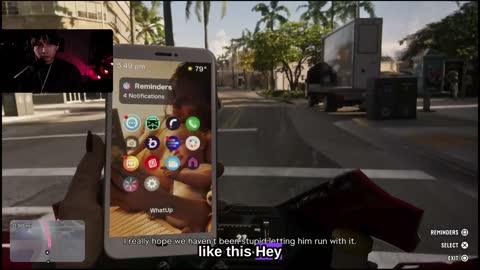 5:49 pm
79°
Reminders
4 Notifications
WhatUp
I really hope we haven't been stupid letting him run with it.
like this Hey
REMINDERS
SELECT
EXIT